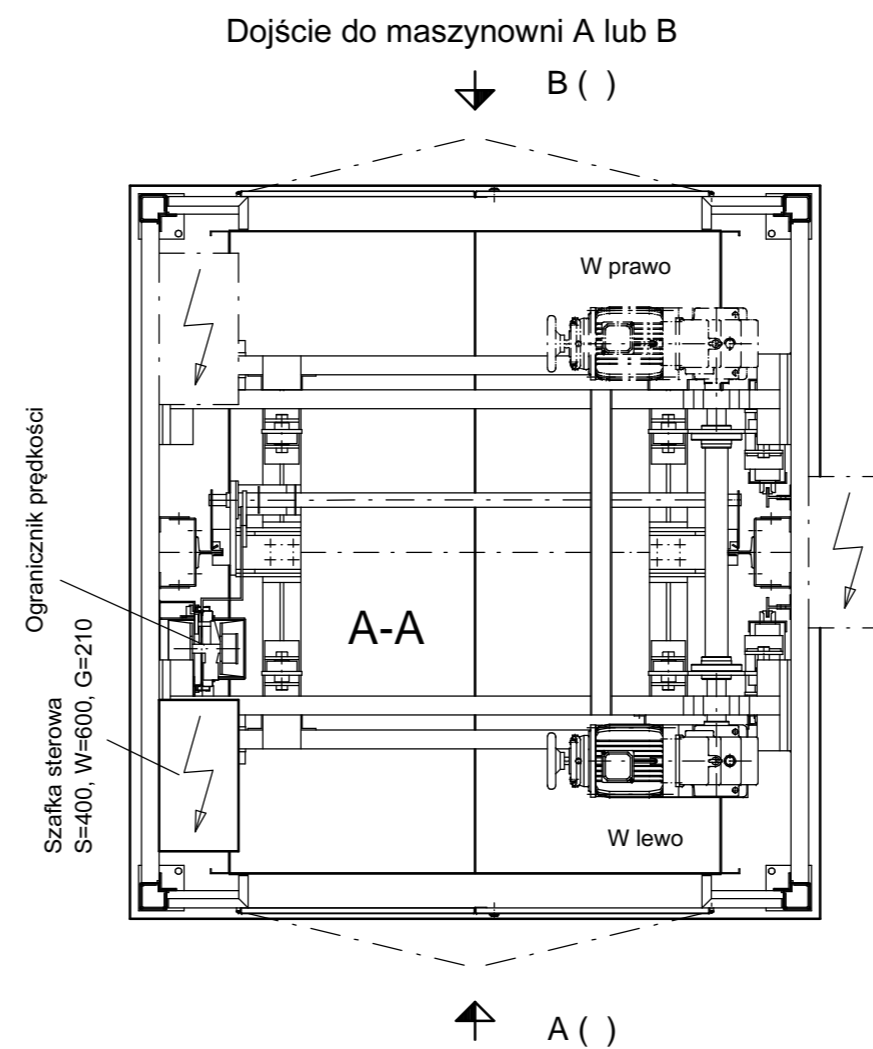 Dojście do maszynowni A lub B
B ( )
W prawo
Ogranicznik prędkości
A-A
Szafka sterowa
S=400, W=600, G=210
W lewo
A ( )